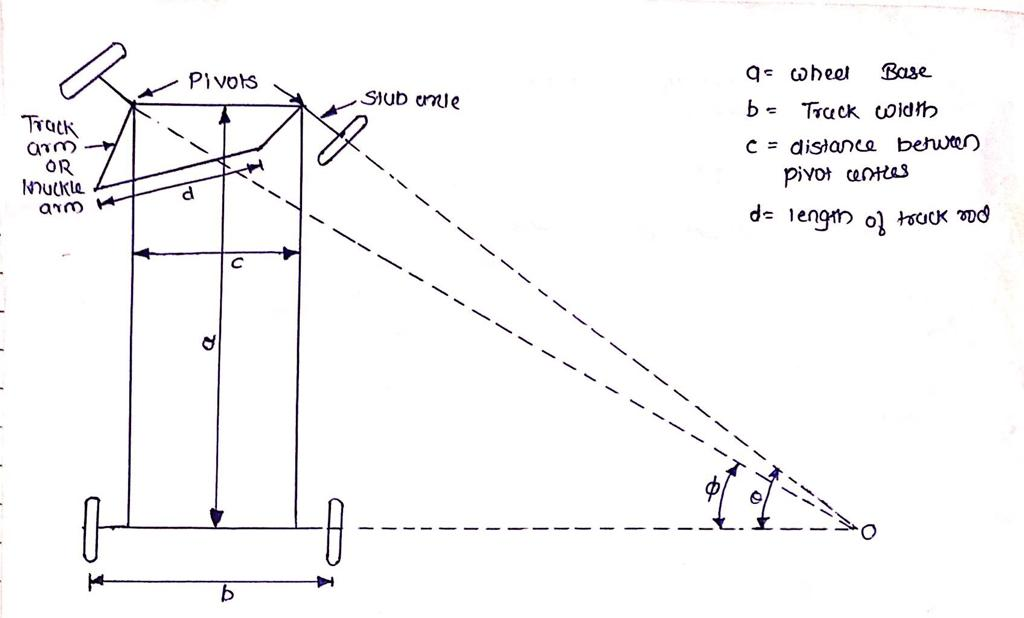 Pivots
Stub axle
Track
arm
OR
Knuckle
arm
d
c
a
b
φ
θ
O
a= wheel Base
b= Track width
c = distance between
pivot centres
d= length of track rod